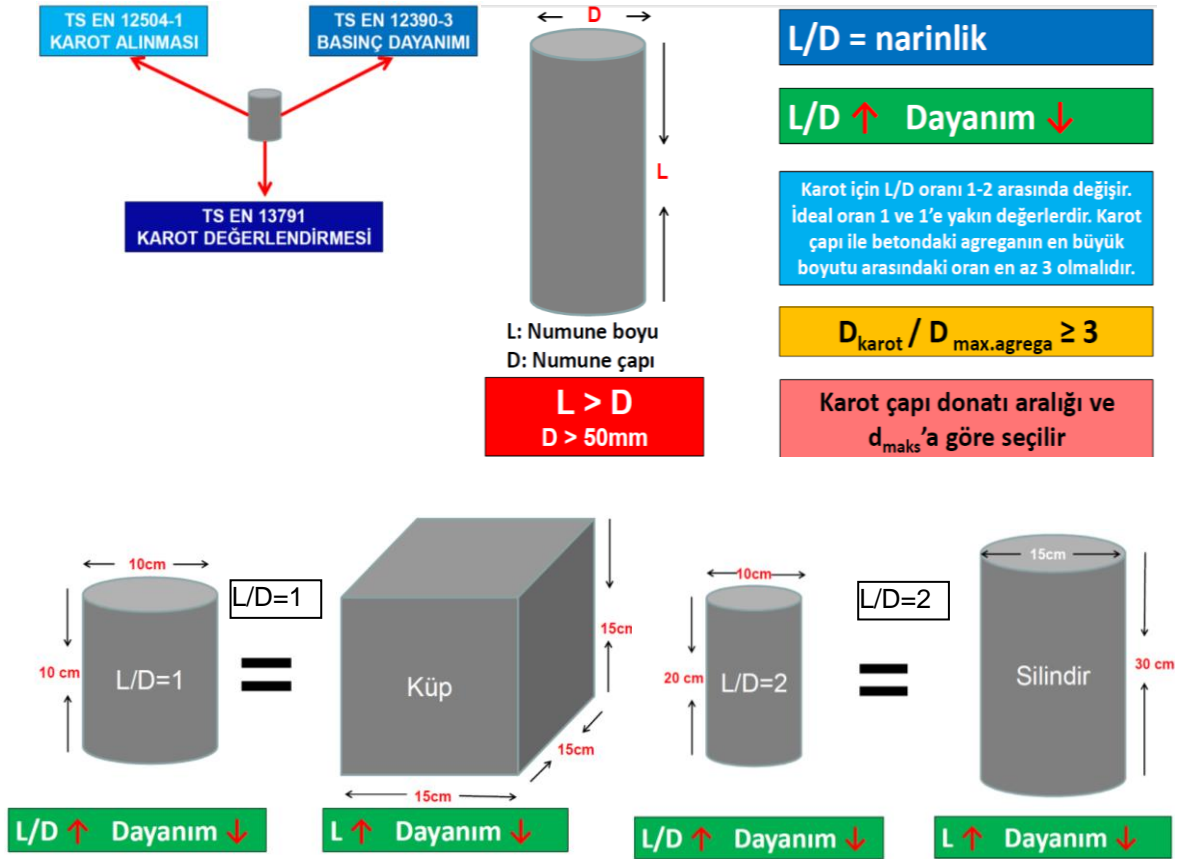 TS EN 12504-1
KAROT ALINMASI
TS EN 12390-3
BASINÇ DAYANIMI
TS EN 13791
KAROT DEĞERLENDİRMESİ
D
L
L: Numune boyu
D: Numune çapı
L > D
D > 50mm
L/D = narinlik
L/D ↑ Dayanım ↓
Karot için L/D oranı 1-2 arasında değişir.
İdeal oran 1 ve 1'e yakın değerlerdir. Karot
çapı ile betondaki agreganın en büyük
boyutu arasındaki oran en az 3 olmalıdır.
Dkarot / D max.agrega ≥ 3
Karot çapı donatı aralığı ve
dmaks'a göre seçilir
10cm
10 cm
L/D=1
L/D=1
=
Küp
15cm
15cm
15cm
10cm
20 cm
L/D=2
L/D=2
=
15cm
Silindir
30 cm
L/D ↑ Dayanım ↓
L ↑ Dayanım ↓
L/D ↑ Dayanım ↓
L ↑ Dayanım ↓